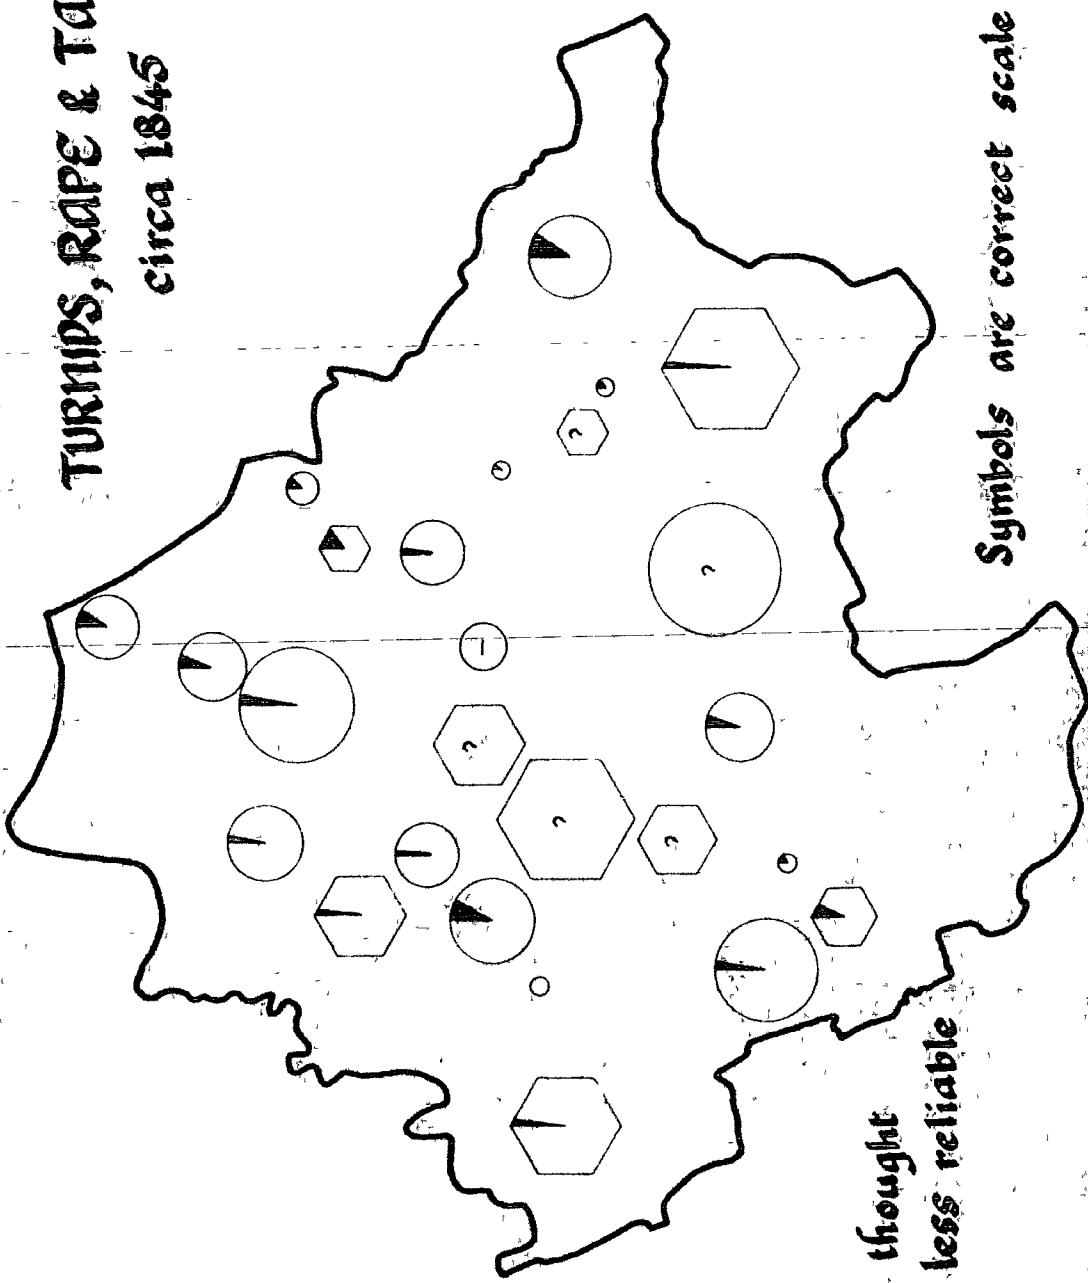 TURNIPS, RAPE & TA
circa 1845
?
?
?
?
?
thought
less reliable
Symbols are correct scale